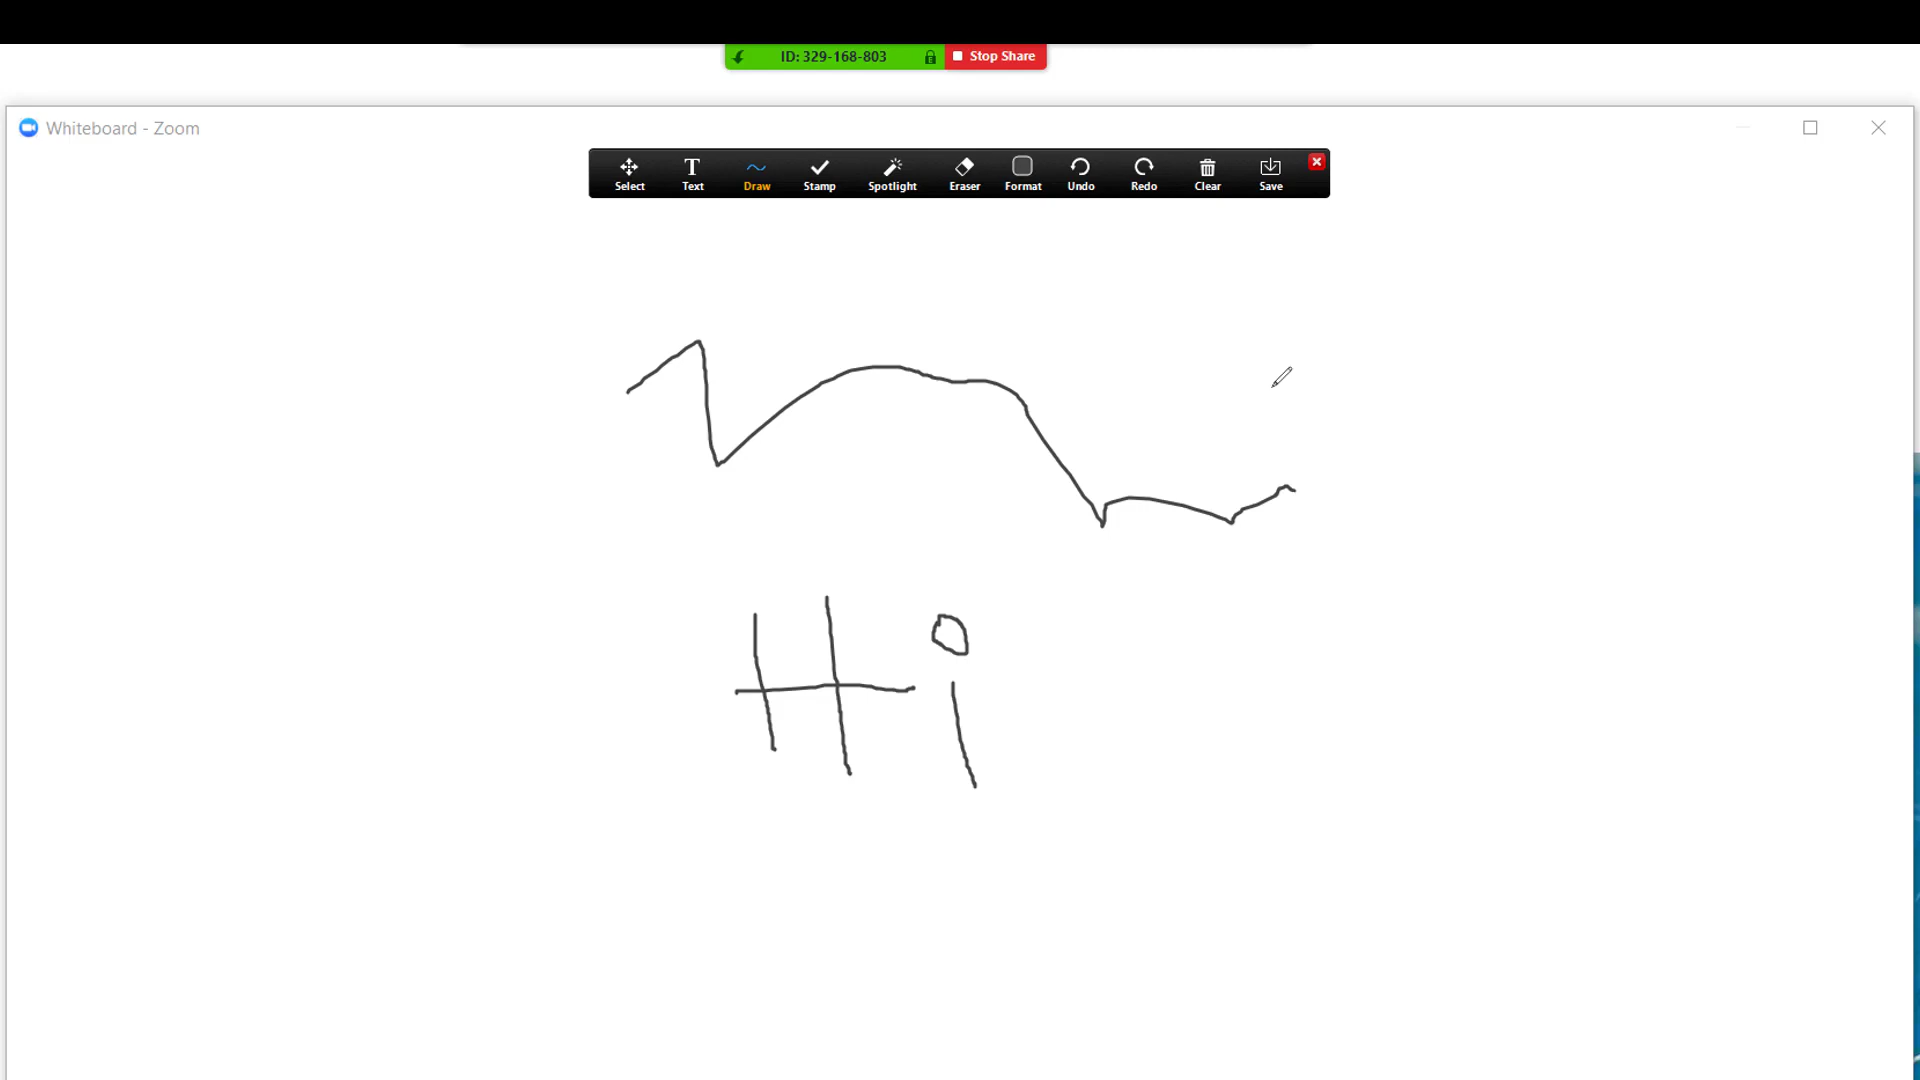 ID: 329-168-803 Stop Share
Whiteboard - Zoom
Select Text Draw Stamp Spotlight Eraser Format Undo Redo Clear Save
Hi